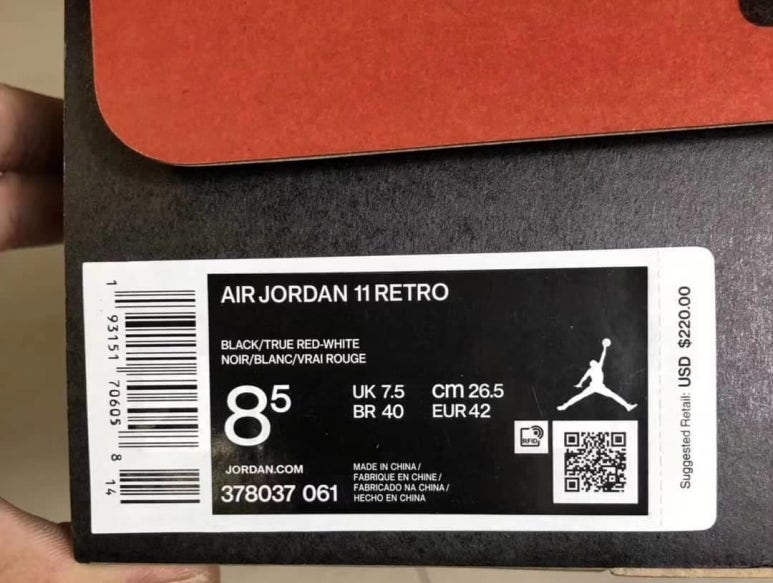 AIR JORDAN 11 RETRO
BLACK/TRUE RED-WHITE
NOIR/BLANC/VRAI ROUGE
8⁵
UK 7.5 CM 26.5
BR 40 EUR 42
RFID
JORDAN.COM
378037 061
MADE IN CHINA/
FABRIQUE EN CHINE/
FABRICADO NA CHINA/
HECHO EN CHINA
1 93151 70605 8 14
Suggested Retail: USD $220.00